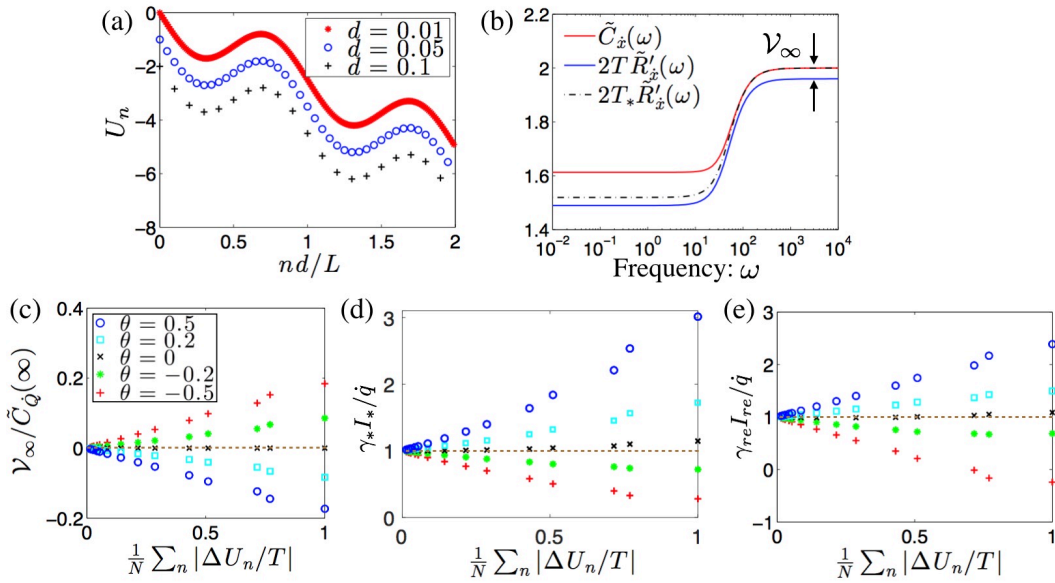 (a)
0
-2
-4
-6
-8
U_n
0 0.5 1 1.5 2
nd/L
d = 0.01
d = 0.05
d = 0.1
(b)
2.2
2
1.8
1.6
1.4
C̃_ẋ(ω)
2TR̃′_ẋ(ω)
2T_*R̃′_ẋ(ω)
𝒱_∞
10^-2 10^-1 10^0 10^1 10^2 10^3 10^4
Frequency: ω
(c)
0.4
0.2
0
-0.2
𝒱_∞/C̃_Q̇(∞)
θ = 0.5
θ = 0.2
θ = 0
θ = −0.2
θ = −0.5
0 0.5 1
1/N ∑_n |ΔU_n/T|
(d)
3
2
1
0
γ_*I_*/q̇
0 0.5 1
1/N ∑_n |ΔU_n/T|
(e)
3
2
1
0
-1
γ_re I_re/q̇
0 0.5 1
1/N ∑_n |ΔU_n/T|